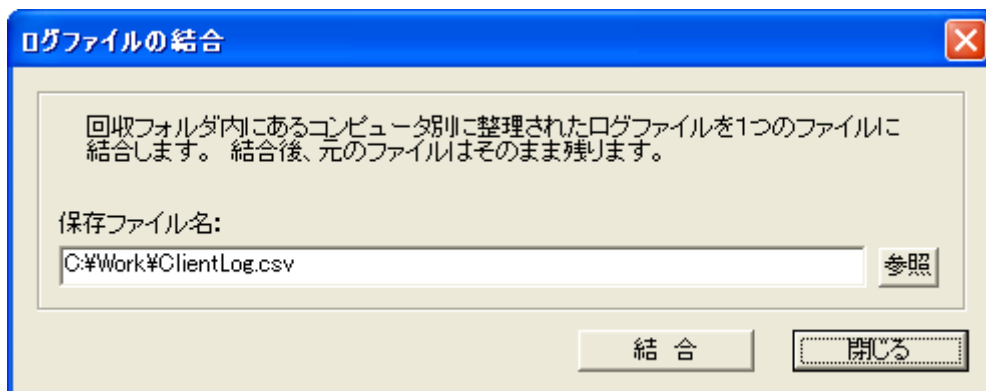 ログファイルの結合
回収フォルダ内にあるコンピュータ別に整理されたログファイルを1つのファイルに
結合します。 結合後、元のファイルはそのまま残ります。
保存ファイル名:
C:¥Work¥ClientLog.csv
参照
結 合
閉じる